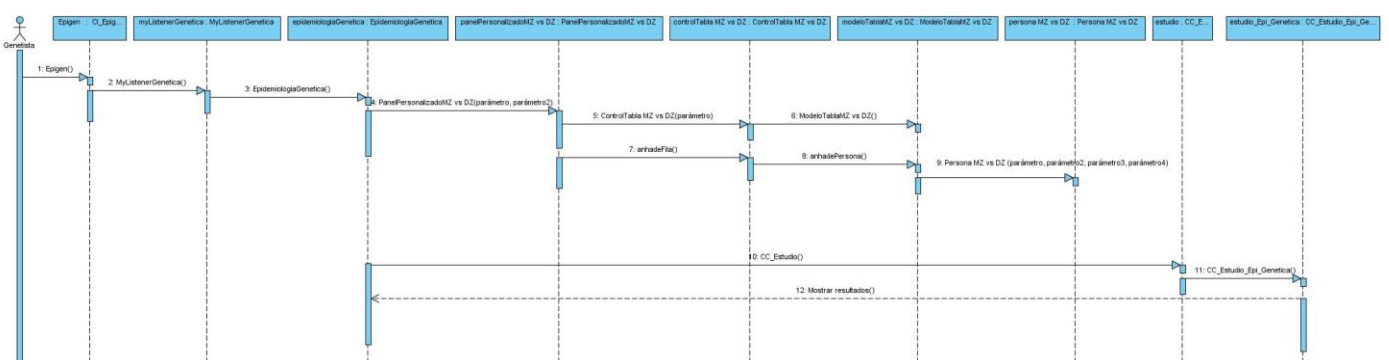 Genetista
Epigen : CI_Epig...
myListenerGenetica : MyListenerGenetica
epidemiologiaGenetica : EpidemiologiaGenetica
panelPersonalizadoMZ vs DZ : PanelPersonalizadoMZ vs DZ
controlTabla MZ vs DZ : ControlTabla MZ vs DZ
modeloTablaMZ vs DZ : ModeloTablaMZ vs DZ
persona MZ vs DZ : Persona MZ vs DZ
estudio : CC_E...
estudio_Epi_Genetica : CC_Estudio_Epi_Ge...
1: Epigen()
2: MyListenerGenetica()
3: EpidemiologiaGenetica()
4: PanelPersonalizadoMZ vs DZ(parámetro, parámetro2)
5: ControlTabla MZ vs DZ(parámetro)
6: ModeloTablaMZ vs DZ()
7: anhadeFila()
8: anhadePersona()
9: Persona MZ vs DZ (parámetro, parámetro2, parámetro3, parámetro4)
10: CC_Estudio()
11: CC_Estudio_Epi_Genetica()
12: Mostrar resultados()